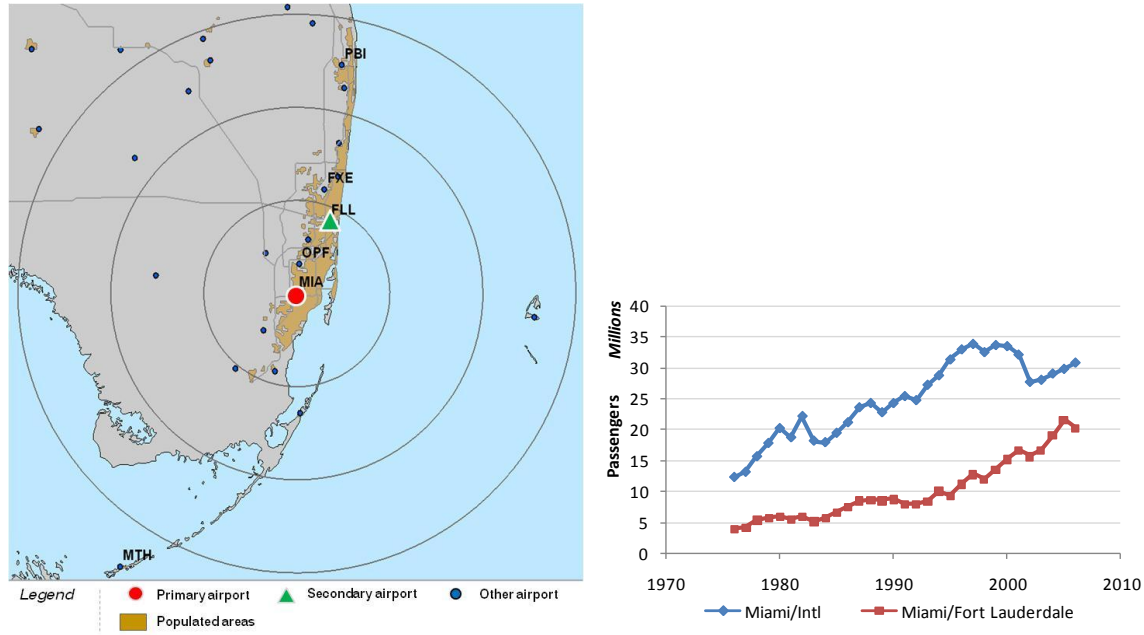 PBI
FXE
FLL
OPF
MIA
MTH
Legend
Primary airport
Secondary airport
Other airport
Populated areas
Millions
Passengers
40
35
30
25
20
15
10
5
0
1970 1980 1990 2000 2010
Miami/Intl Miami/Fort Lauderdale